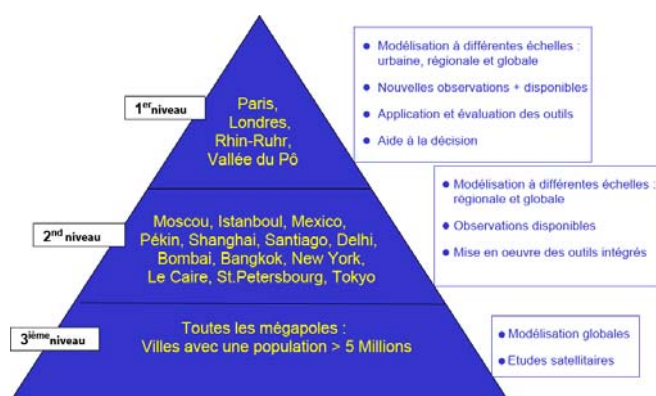 1er niveau
Paris,
Londres,
Rhin-Ruhr,
Vallée du Pô
● Modélisation à différentes échelles :
urbaine, régionale et globale
● Nouvelles observations + disponibles
● Application et évaluation des outils
● Aide à la décision
2nd niveau
Moscou, Istanboul, Mexico,
Pékin, Shanghai, Santiago, Delhi,
Bombai, Bangkok, New York,
Le Caire, St.Petersbourg, Tokyo
● Modélisation à différentes échelles :
régionale et globale
● Observations disponibles
● Mise en oeuvre des outils intégrés
3ième niveau
Toutes les mégapoles :
Villes avec une population > 5 Millions
● Modélisation globales
● Etudes satellitaires